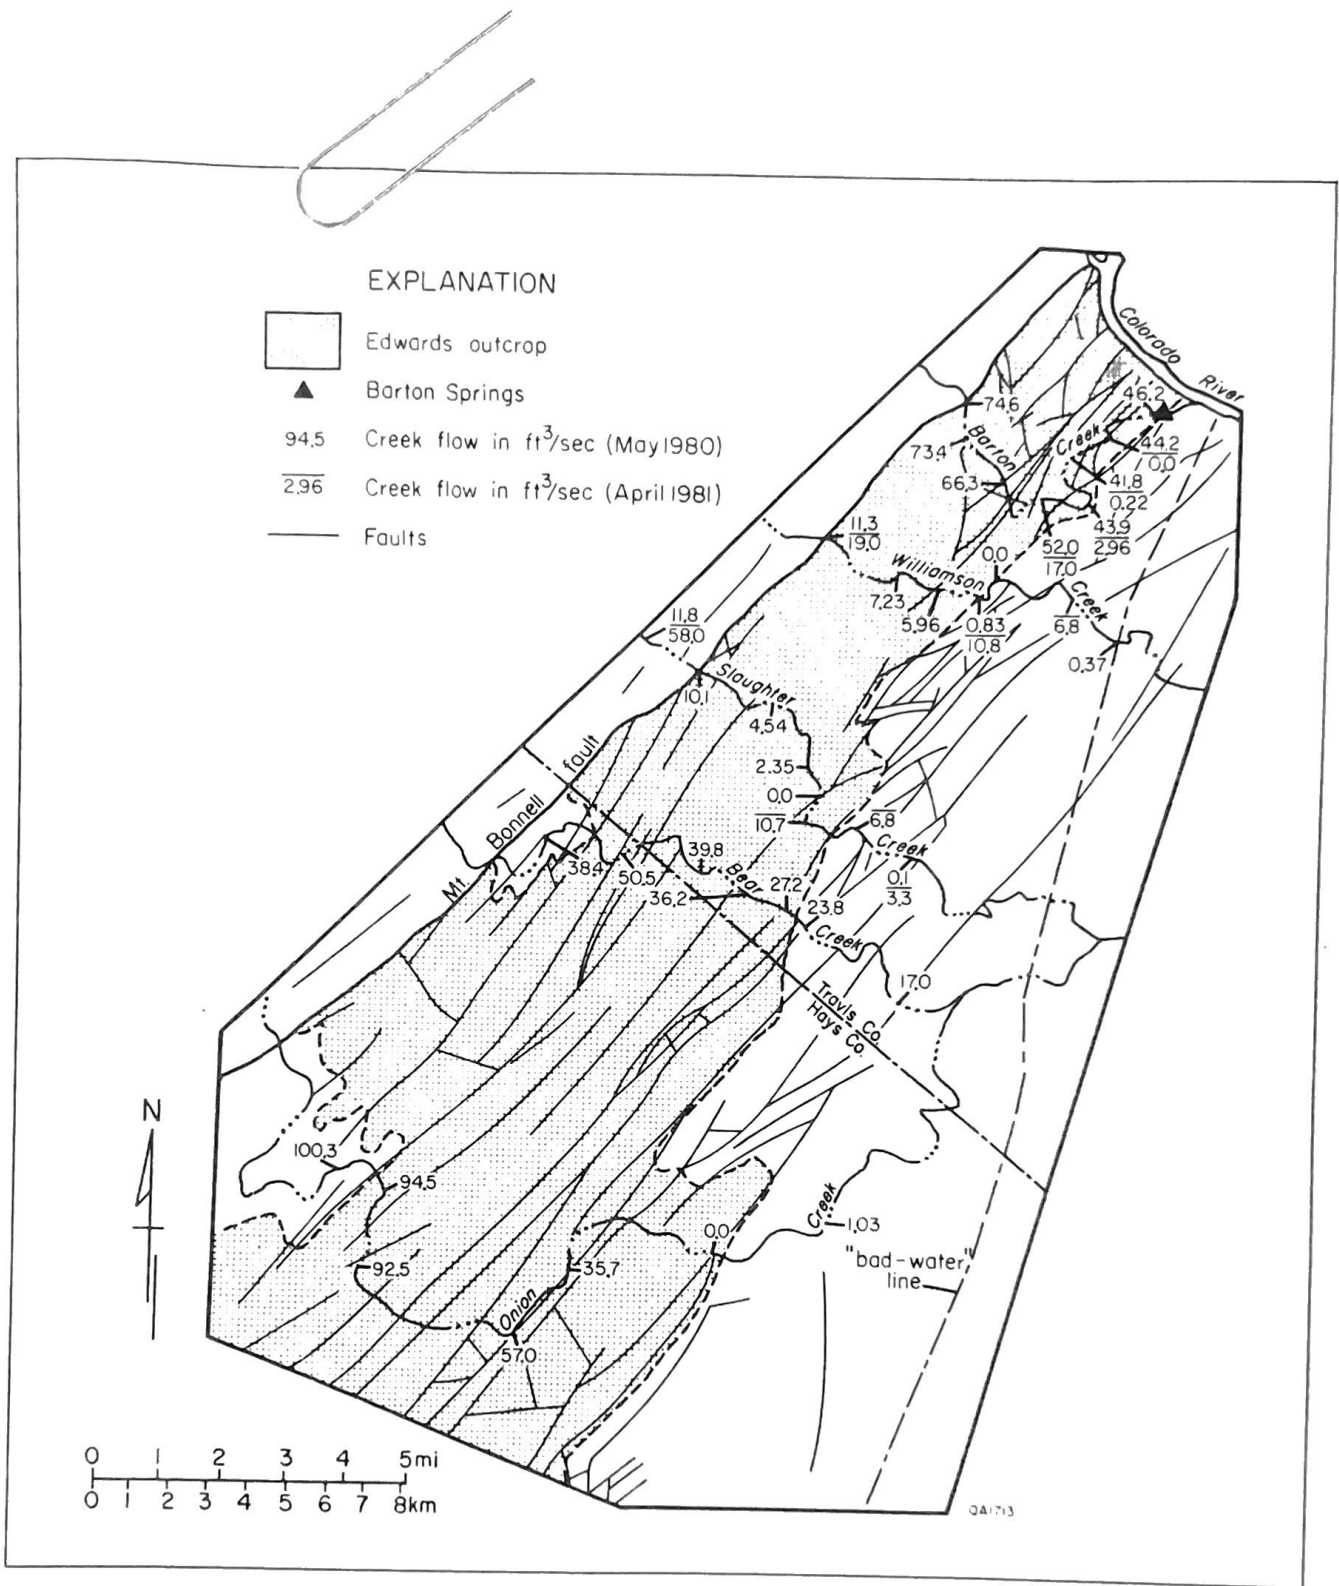 EXPLANATION
Edwards outcrop
Barton Springs
94.5 Creek flow in ft³/sec (May 1980)
2.96 Creek flow in ft³/sec (April 1981)
Faults
Colorado River
46.2
74.6
Barton Creek
73.4
44.2
0.0
66.3
41.8
0.22
43.9
2.96
11.3
19.0
52.0
17.0
0.0
Williamson Creek
7.23
5.96
0.83
10.8
6.8
0.37
11.8
58.0
Slaughter
10.1
4.54
2.35
0.0
10.7
6.8
Creek
0.1
3.3
Mt. Bonnell fault
38.4
50.5
39.8
36.2
Bear
27.2
23.8
Creek
17.0
Travis Co.
Hays Co.
N
100.3
94.5
92.5
35.7
0.0
Onion
57.0
Creek
1.03
"bad-water"
line
0 1 2 3 4 5mi
0 1 2 3 4 5 6 7 8km
QA1713